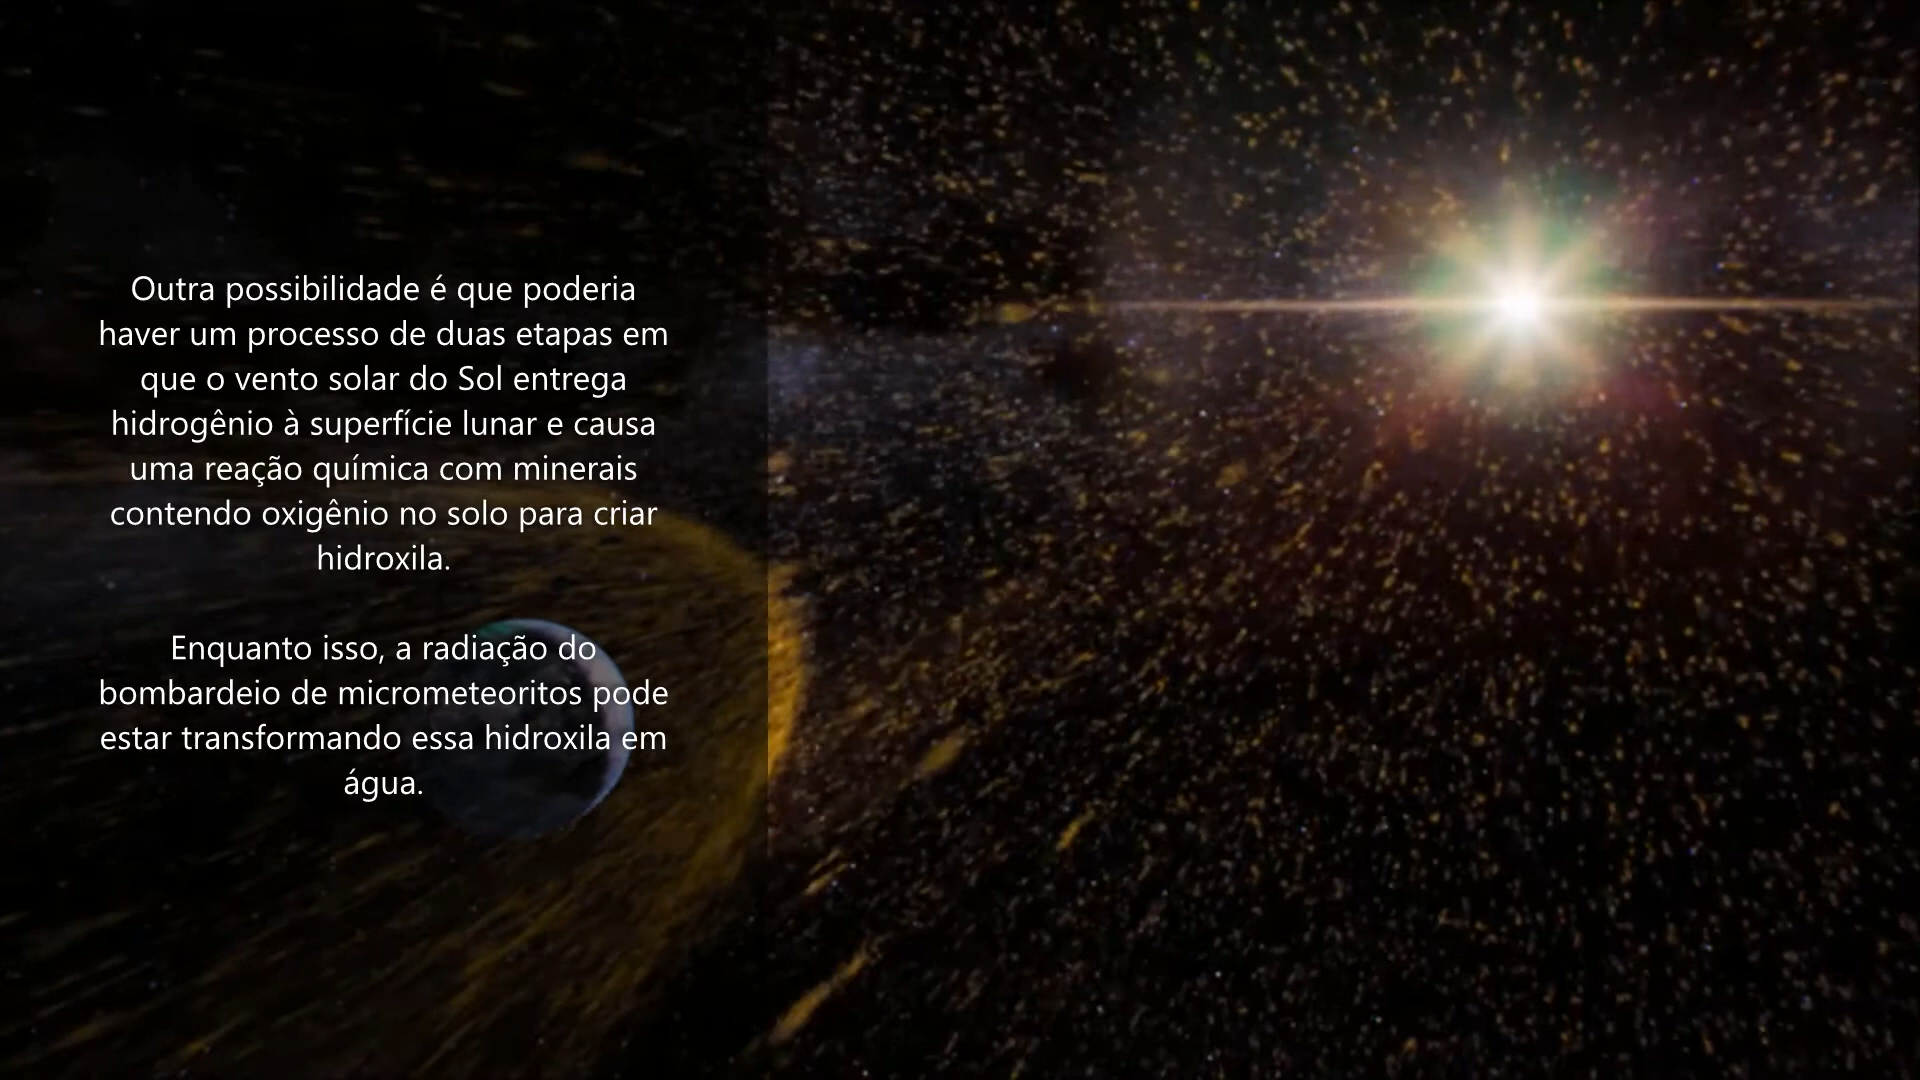 Outra possibilidade é que poderia
haver um processo de duas etapas em
que o vento solar do Sol entrega
hidrogênio à superfície lunar e causa
uma reação química com minerais
contendo oxigênio no solo para criar
hidroxila.
Enquanto isso, a radiação do
bombardeio de micrometeoritos pode
estar transformando essa hidroxila em
água.